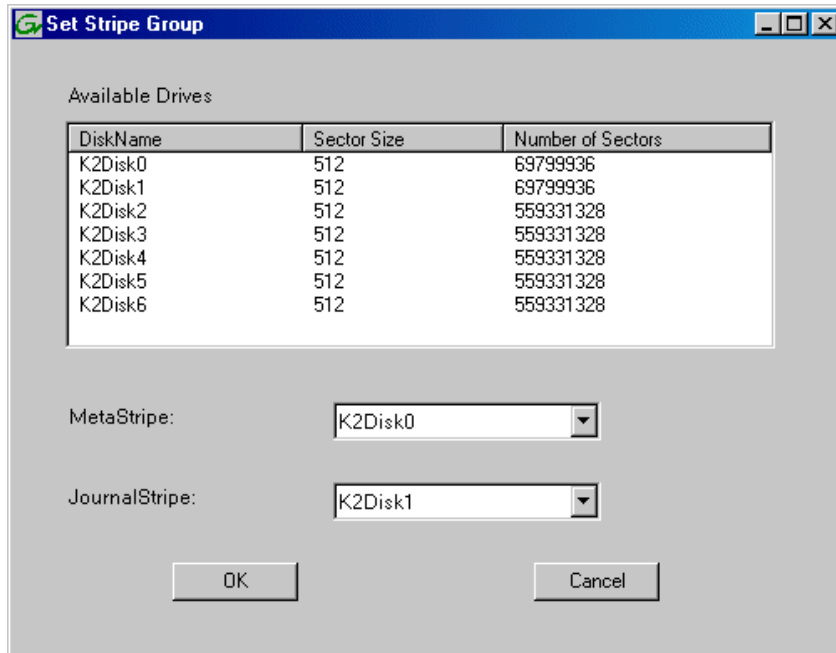 Set Stripe Group
Available Drives
DiskName Sector Size Number of Sectors
K2Disk0 512 69799936
K2Disk1 512 69799936
K2Disk2 512 559331328
K2Disk3 512 559331328
K2Disk4 512 559331328
K2Disk5 512 559331328
K2Disk6 512 559331328
MetaStripe: K2Disk0
JournalStripe: K2Disk1
OK Cancel